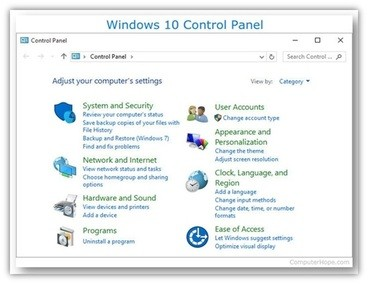 Windows 10 Control Panel
Control Panel
Control Panel
Search Control ...
Adjust your computer's settings
View by: Category
System and Security
Review your computer's status
Save backup copies of your files with
File History
Backup and Restore (Windows 7)
Find and fix problems
Network and Internet
View network status and tasks
Choose homegroup and sharing
options
Hardware and Sound
View devices and printers
Add a device
Programs
Uninstall a program
User Accounts
Change account type
Appearance and
Personalization
Change the theme
Adjust screen resolution
Clock, Language, and
Region
Add a language
Change input methods
Change date, time, or number
formats
Ease of Access
Let Windows suggest settings
Optimize visual display
ComputerHope.com